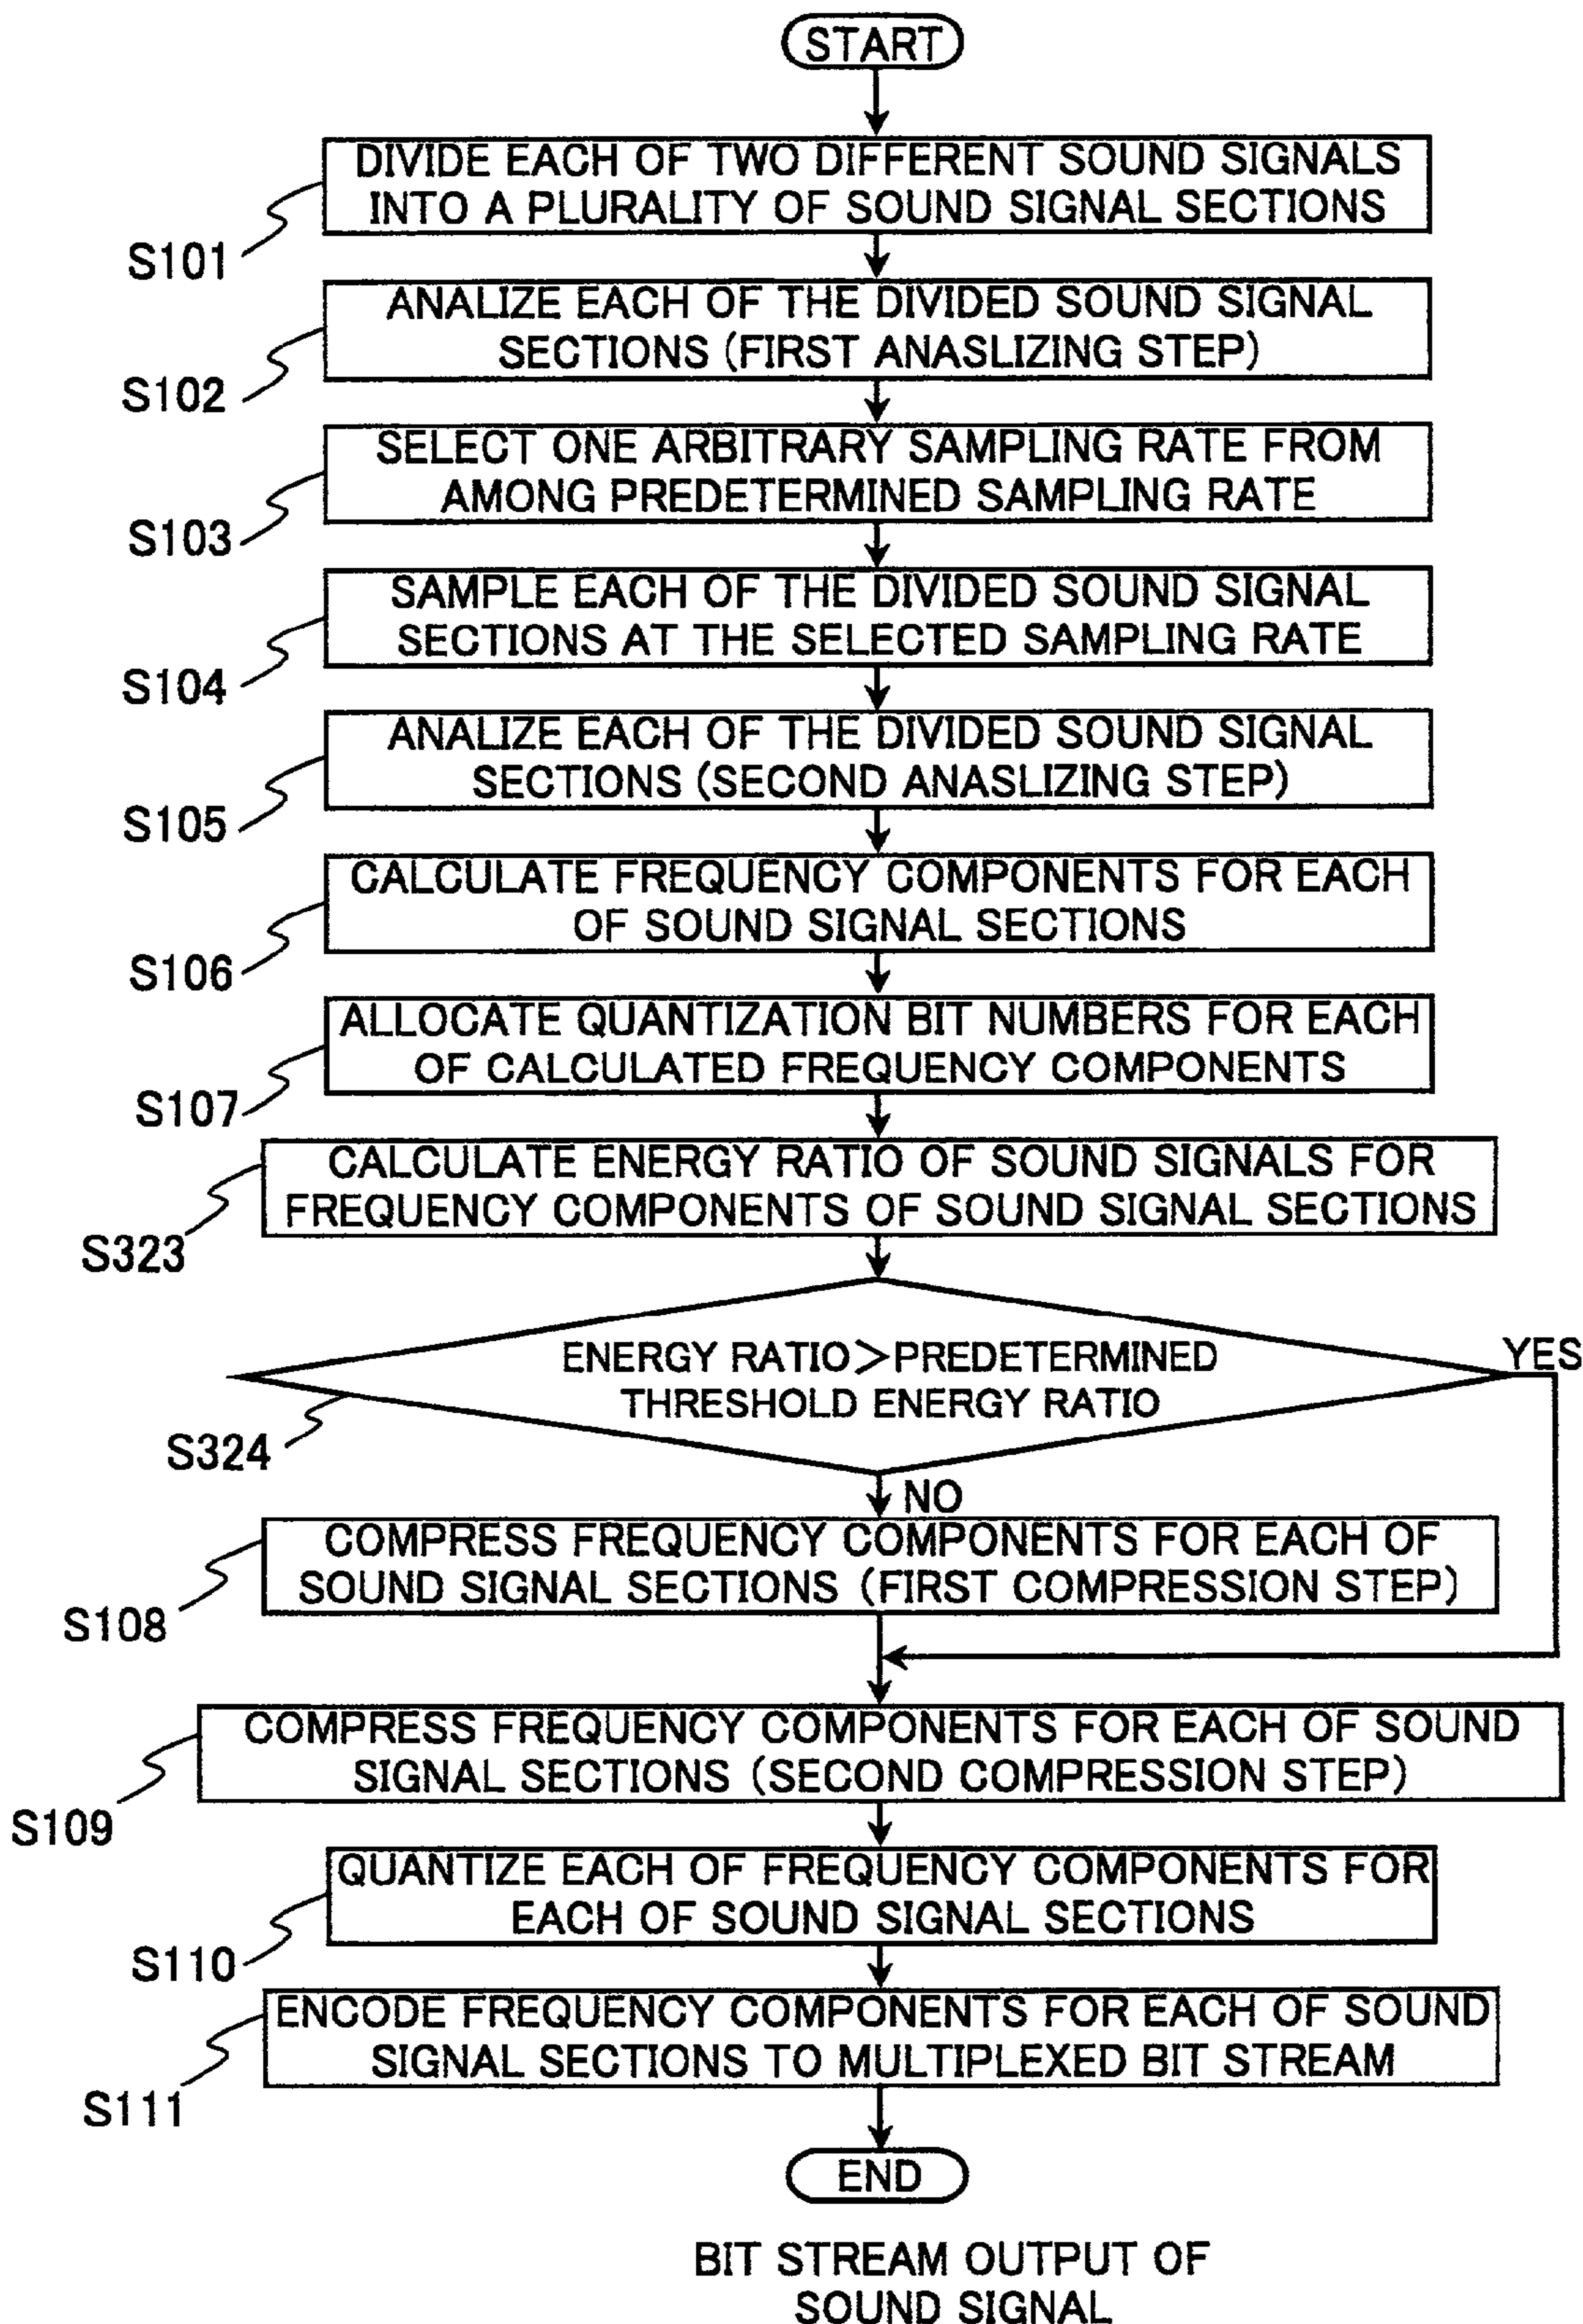 START
DIVIDE EACH OF TWO DIFFERENT SOUND SIGNALS
INTO A PLURALITY OF SOUND SIGNAL SECTIONS
S101
ANALIZE EACH OF THE DIVIDED SOUND SIGNAL
SECTIONS (FIRST ANASLIZING STEP)
S102
SELECT ONE ARBITRARY SAMPLING RATE FROM
AMONG PREDETERMINED SAMPLING RATE
S103
SAMPLE EACH OF THE DIVIDED SOUND SIGNAL
SECTIONS AT THE SELECTED SAMPLING RATE
S104
ANALIZE EACH OF THE DIVIDED SOUND SIGNAL
SECTIONS (SECOND ANASLIZING STEP)
S105
CALCULATE FREQUENCY COMPONENTS FOR EACH
OF SOUND SIGNAL SECTIONS
S106
ALLOCATE QUANTIZATION BIT NUMBERS FOR EACH
OF CALCULATED FREQUENCY COMPONENTS
S107
CALCULATE ENERGY RATIO OF SOUND SIGNALS FOR
FREQUENCY COMPONENTS OF SOUND SIGNAL SECTIONS
S323
ENERGY RATIO>PREDETERMINED
THRESHOLD ENERGY RATIO
YES
S324
NO
COMPRESS FREQUENCY COMPONENTS FOR EACH OF
SOUND SIGNAL SECTIONS (FIRST COMPRESSION STEP)
S108
COMPRESS FREQUENCY COMPONENTS FOR EACH OF SOUND
SIGNAL SECTIONS (SECOND COMPRESSION STEP)
S109
QUANTIZE EACH OF FREQUENCY COMPONENTS FOR
EACH OF SOUND SIGNAL SECTIONS
S110
ENCODE FREQUENCY COMPONENTS FOR EACH OF SOUND
SIGNAL SECTIONS TO MULTIPLEXED BIT STREAM
S111
END
BIT STREAM OUTPUT OF
SOUND SIGNAL